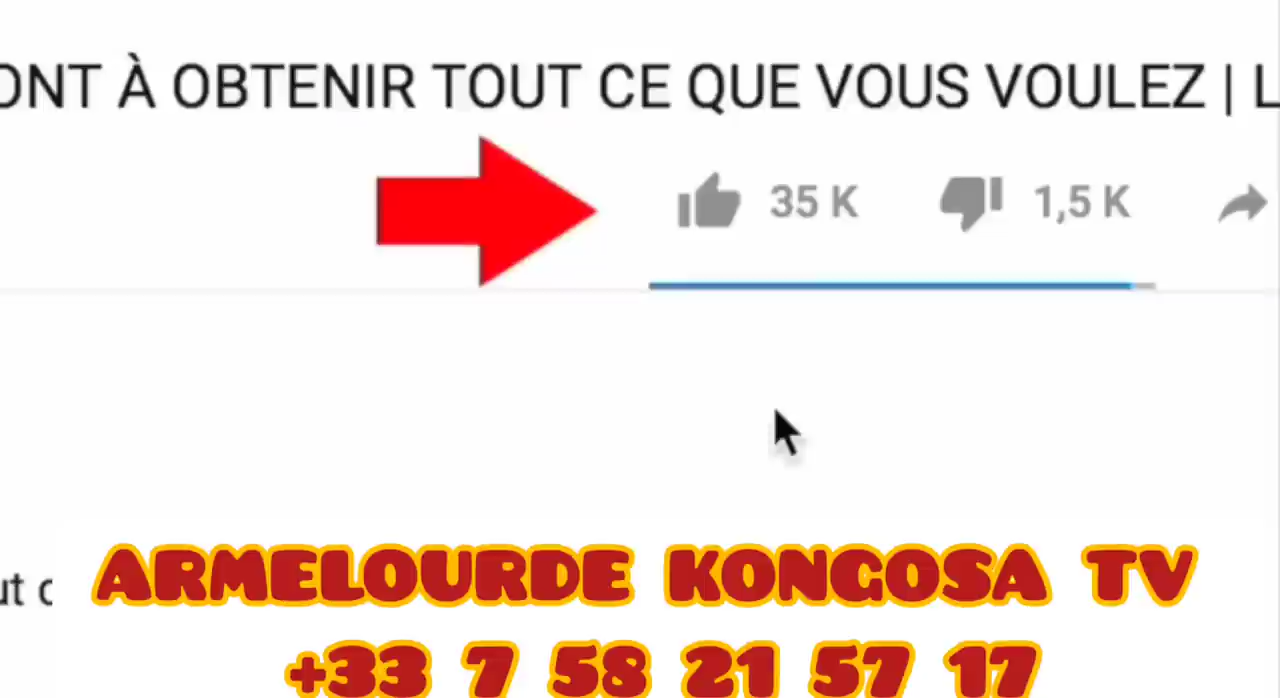 ONT À OBTENIR TOUT CE QUE VOUS VOULEZ | L
35 K 1,5 K
ut c
ARMELOURDE KONGOSA TV
+33 7 58 21 57 17